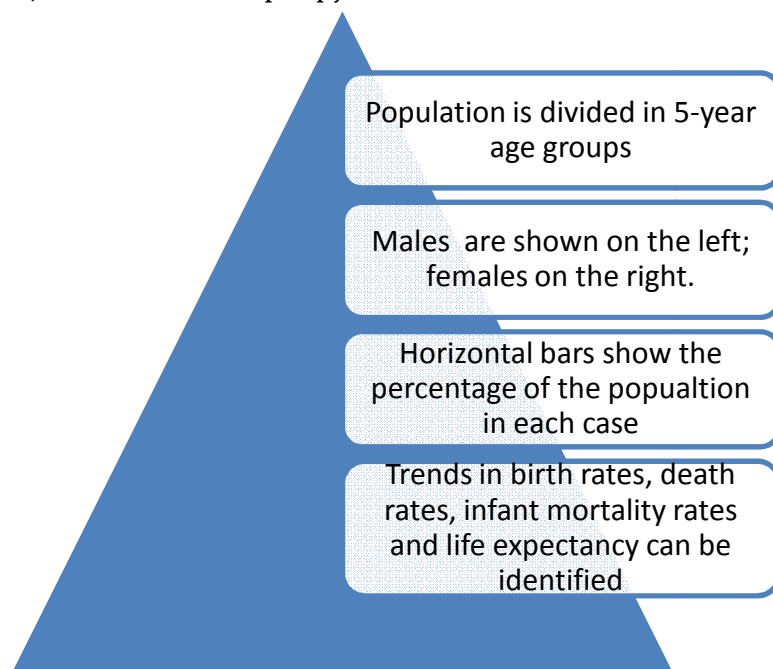 Population is divided in 5-year
age groups
Males are shown on the left;
females on the right.
Horizontal bars show the
percentage of the popualtion
in each case
Trends in birth rates, death
rates, infant mortality rates
and life expectancy can be
identified